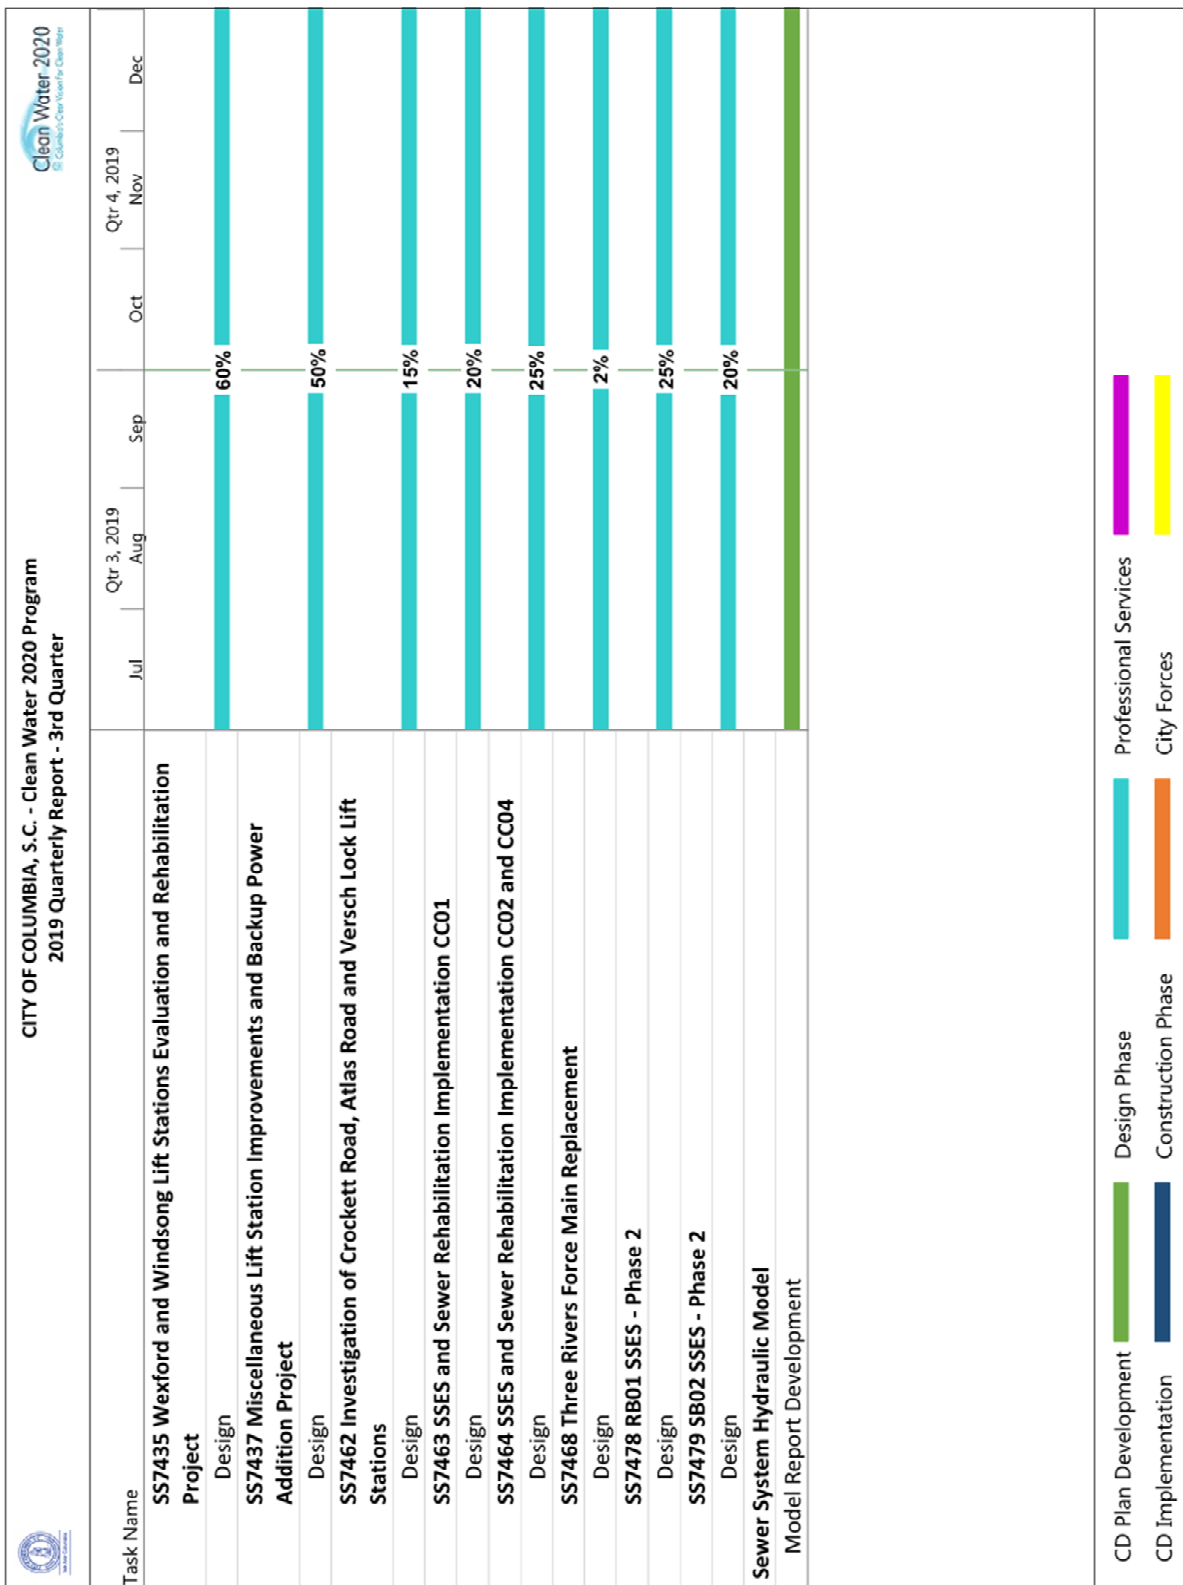 CITY OF COLUMBIA, S.C. - Clean Water 2020 Program
2019 Quarterly Report - 3rd Quarter
Clean Water 2020
Columbia's Clear Vision For Clean Water
Task Name
Qtr 3, 2019
Qtr 4, 2019
Jul
Aug
Sep
Oct
Nov
Dec
SS7435 Wexford and Windsong Lift Stations Evaluation and Rehabilitation
Project
Design
60%
SS7437 Miscellaneous Lift Station Improvements and Backup Power
Addition Project
Design
50%
SS7462 Investigation of Crockett Road, Atlas Road and Versch Lock Lift
Stations
Design
15%
SS7463 SSES and Sewer Rehabilitation Implementation CC01
Design
20%
SS7464 SSES and Sewer Rehabilitation Implementation CC02 and CC04
Design
25%
SS7468 Three Rivers Force Main Replacement
Design
2%
SS7478 RB01 SSES - Phase 2
Design
25%
SS7479 SB02 SSES - Phase 2
Design
20%
Sewer System Hydraulic Model
Model Report Development
CD Plan Development
Design Phase
Professional Services
CD Implementation
Construction Phase
City Forces